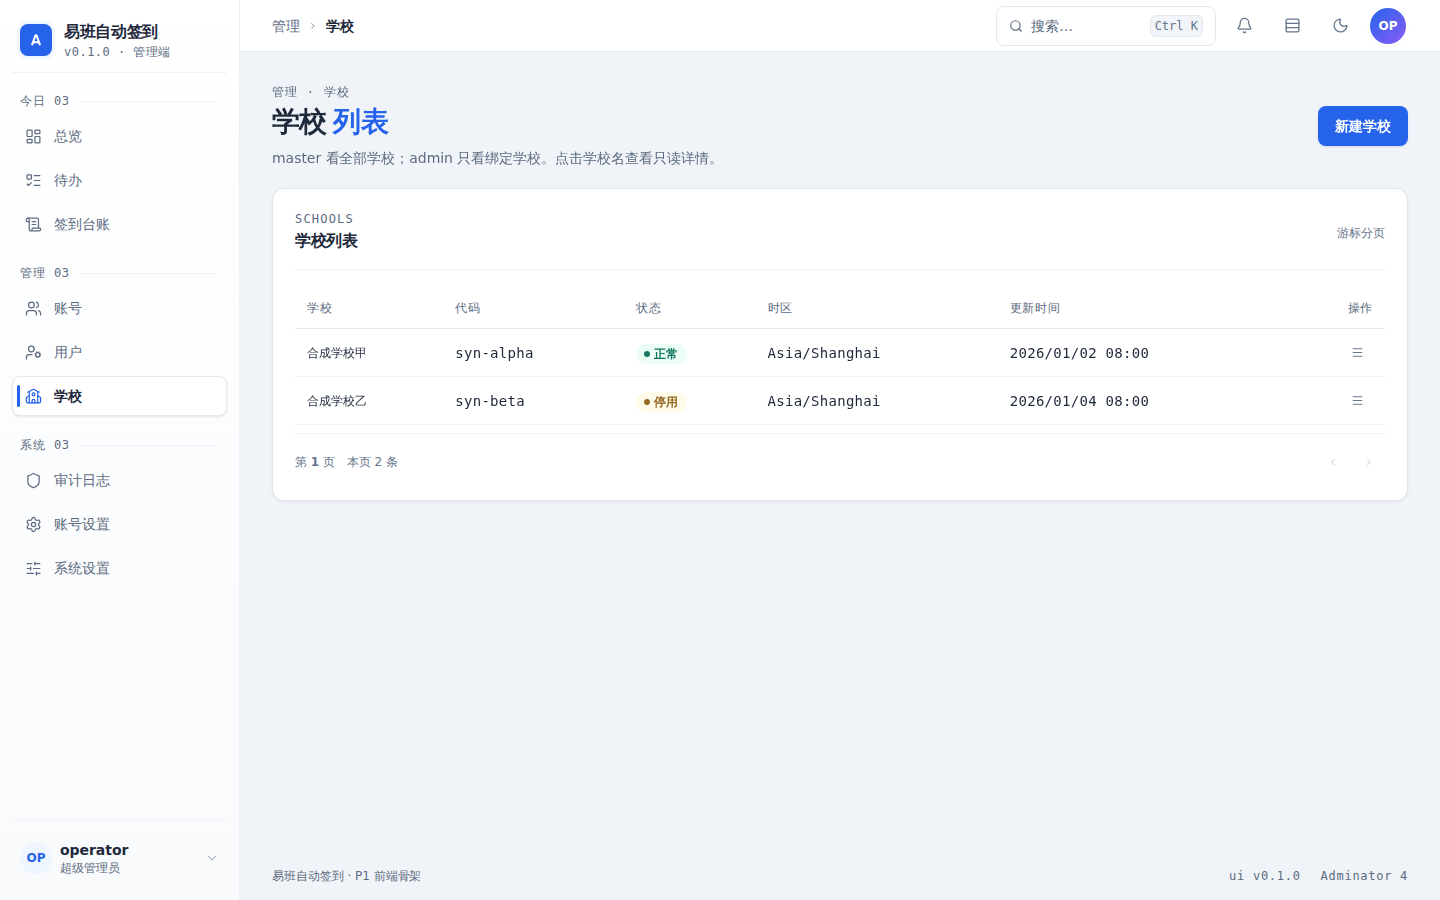 A
易班自动签到
v0.1.0 · 管理端
今日 03
总览
待办
签到台账
管理 03
账号
用户
学校
系统 03
审计日志
账号设置
系统设置
OP
operator
超级管理员
管理 › 学校
搜索... Ctrl K
OP
管理 · 学校
学校 列表
master 看全部学校；admin 只看绑定学校。点击学校名查看只读详情。
新建学校
SCHOOLS
学校列表
游标分页
学校 代码 状态 时区 更新时间 操作
合成学校甲 syn-alpha 正常 Asia/Shanghai 2026/01/02 08:00
合成学校乙 syn-beta 停用 Asia/Shanghai 2026/01/04 08:00
第 1 页 本页 2 条
易班自动签到 · P1 前端骨架
ui v0.1.0 Adminator 4